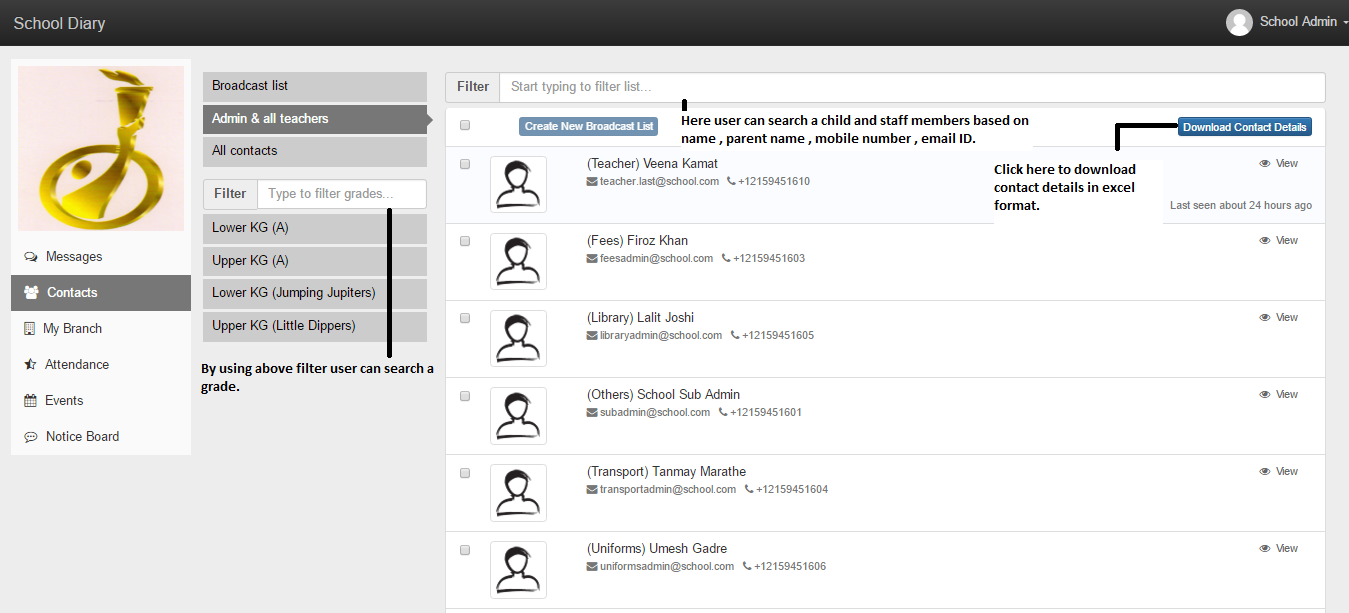 School Diary
School Admin
Messages
Contacts
My Branch
Attendance
Events
Notice Board
Broadcast list
Admin & all teachers
All contacts
Filter Type to filter grades...
Lower KG (A)
Upper KG (A)
Lower KG (Jumping Jupiters)
Upper KG (Little Dippers)
By using above filter user can search a
grade.
Filter Start typing to filter list...
Create New Broadcast List
Here user can search a child and staff members based on
name , parent name , mobile number , email ID.
Download Contact Details
Click here to download
contact details in excel
format.
(Teacher) Veena Kamat
teacher.last@school.com +12159451610
View
Last seen about 24 hours ago
(Fees) Firoz Khan
feesadmin@school.com +12159451603
View
(Library) Lalit Joshi
libraryadmin@school.com +12159451605
View
(Others) School Sub Admin
subadmin@school.com +12159451601
View
(Transport) Tanmay Marathe
transportadmin@school.com +12159451604
View
(Uniforms) Umesh Gadre
uniformsadmin@school.com +12159451606
View